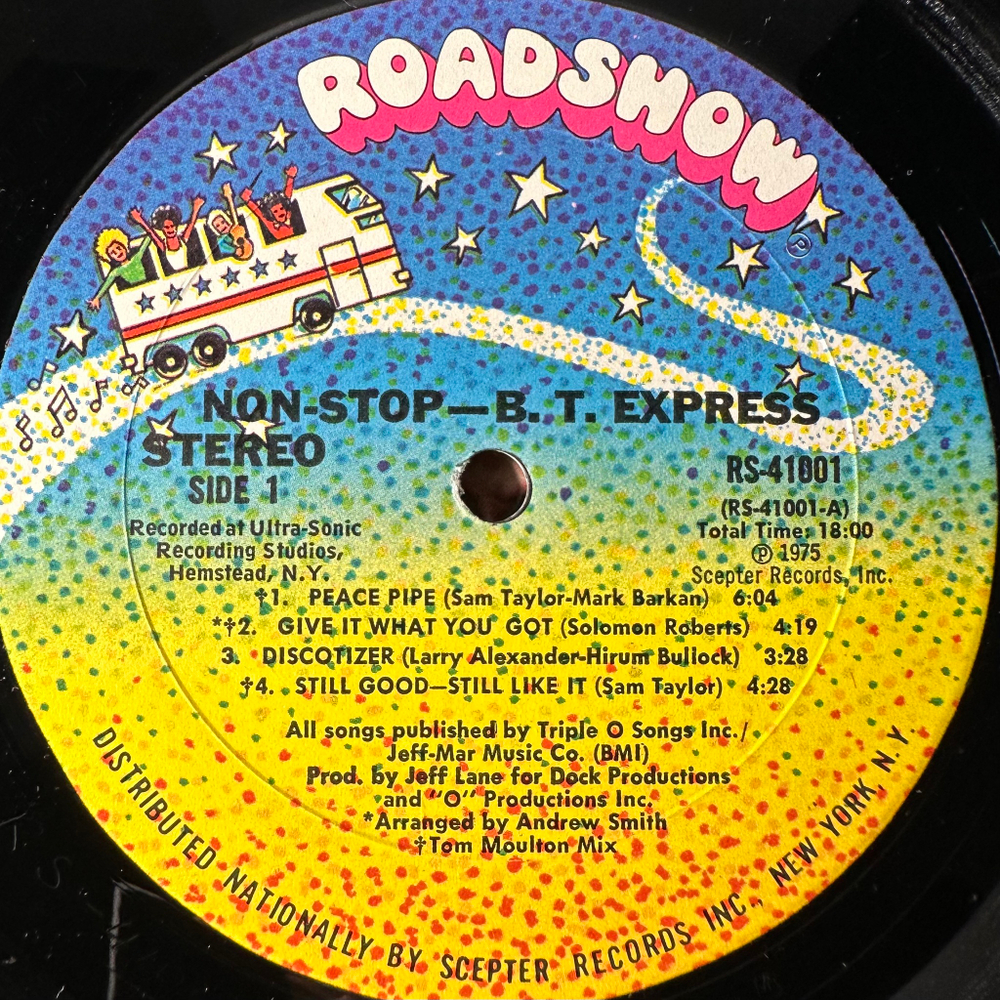 ROADSHOW
℗
NON-STOP—B. T. EXPRESS
STEREO
SIDE 1
RS-41001
(RS-41001-A)
Total Time: 18:00
℗ 1975
Scepter Records, Inc.
Recorded at Ultra-Sonic
Recording Studios,
Hemstead, N.Y.
†1. PEACE PIPE (Sam Taylor-Mark Barkan) 6:04
*†2. GIVE IT WHAT YOU GOT (Solomon Roberts) 4:19
3. DISCOTIZER (Larry Alexander-Hirum Bullock) 3:28
†4. STILL GOOD—STILL LIKE IT (Sam Taylor) 4:28
All songs published by Triple O Songs Inc./
Jeff-Mar Music Co. (BMI)
Prod. by Jeff Lane for Dock Productions
and "O" Productions Inc.
*Arranged by Andrew Smith
†Tom Moulton Mix
DISTRIBUTED NATIONALLY BY SCEPTER RECORDS INC., NEW YORK, N.Y.